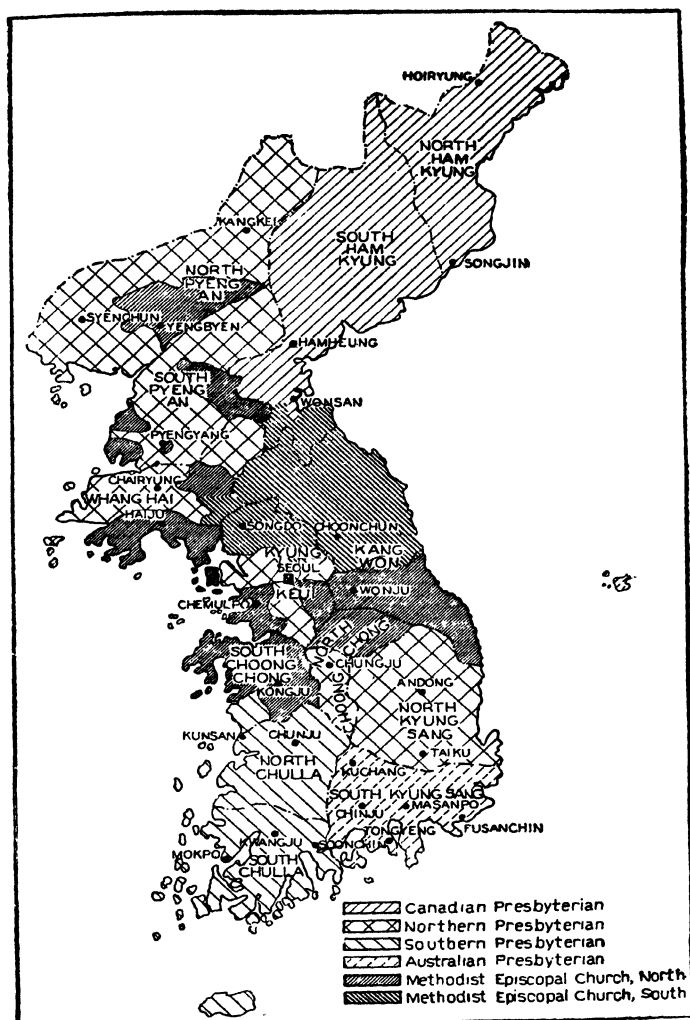 HOIRYUNG
NORTH
HAM
KYUNG
KANGKEI
SOUTH
HAM
KYUNG
SONGJIN
NORTH
PYENG
AN
SYENCHUN
YENGBYEN
HAMHEUNG
SOUTH
PYENG
AN
WONSAN
PYENGYANG
CHAIRYUNG
WHANG HAI
HAIJU
SONGDO
CHOONCHUN
KYUNG
SEOUL
KANG
WON
KEUI
WONJU
CHEMULPO
NORTH
CHOONG
CHONG
SOUTH
CHOONG
CHONG
CHUNGJU
KONGJU
ANDONG
NORTH
KYUNG
SANG
KUNSAN
CHUNJU
TAIKU
NORTH
CHULLA
KUCHANG
SOUTH KYUNG SANG
CHINJU
MASANPO
KWANGJU
SOONCHUN
TONGYENG
FUSANCHIN
MOKPO
SOUTH
CHULLA
Canadian Presbyterian
Northern Presbyterian
Southern Presbyterian
Australian Presbyterian
Methodist Episcopal Church, North
Methodist Episcopal Church, South